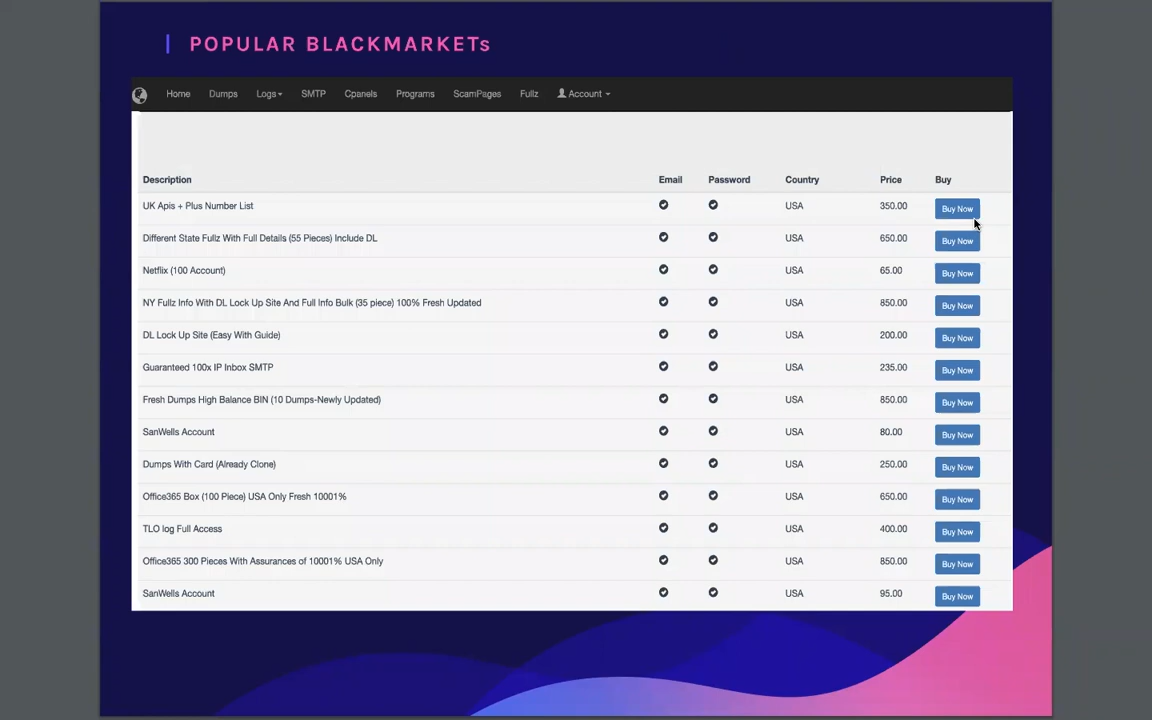 POPULAR BLACKMARKETs
Home Dumps Logs SMTP Cpanels Programs ScamPages Fullz Account
Description Email Password Country Price Buy
UK Apis + Plus Number List USA 350.00 Buy Now
Different State Fullz With Full Details (55 Pieces) Include DL USA 650.00 Buy Now
Netflix (100 Account) USA 65.00 Buy Now
NY Fullz Info With DL Lock Up Site And Full Info Bulk (35 piece) 100% Fresh Updated USA 850.00 Buy Now
DL Lock Up Site (Easy With Guide) USA 200.00 Buy Now
Guaranteed 100x IP Inbox SMTP USA 235.00 Buy Now
Fresh Dumps High Balance BIN (10 Dumps-Newly Updated) USA 850.00 Buy Now
SanWells Account USA 80.00 Buy Now
Dumps With Card (Already Clone) USA 250.00 Buy Now
Office365 Box (100 Piece) USA Only Fresh 10001% USA 650.00 Buy Now
TLO log Full Access USA 400.00 Buy Now
Office365 300 Pieces With Assurances of 10001% USA Only USA 850.00 Buy Now
SanWells Account USA 95.00 Buy Now